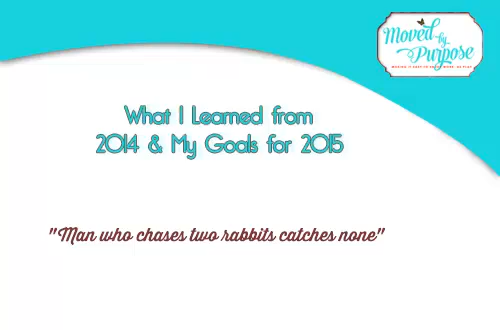 Moved
by
Purpose
What I Learned from
2014 & My Goals for 2015
"Man who chases two rabbits catches none"